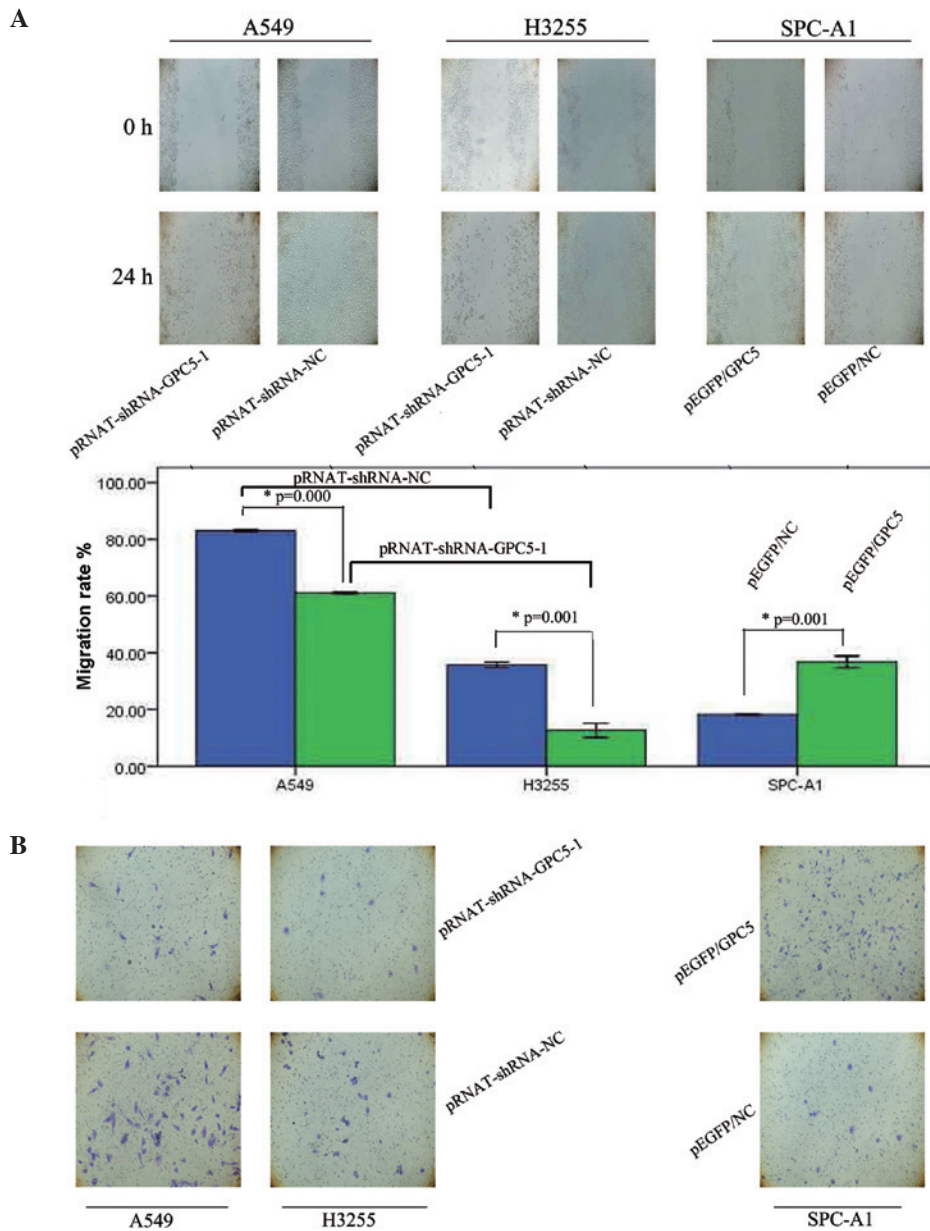 A
A549
H3255
SPC-A1
0 h
24 h
pRNAT-shRNA-GPC5-1
pRNAT-shRNA-NC
pRNAT-shRNA-GPC5-1
pRNAT-shRNA-NC
pEGFP/GPC5
pEGFP/NC
Migration rate %
100.00
80.00
60.00
40.00
20.00
0.00
pRNAT-shRNA-NC
* p=0.000
pRNAT-shRNA-GPC5-1
* p=0.001
pEGFP/NC
pEGFP/GPC5
* p=0.001
A549
H3255
SPC-A1
B
pRNAT-shRNA-GPC5-1
pEGFP/GPC5
pRNAT-shRNA-NC
pEGFP/NC
A549
H3255
SPC-A1